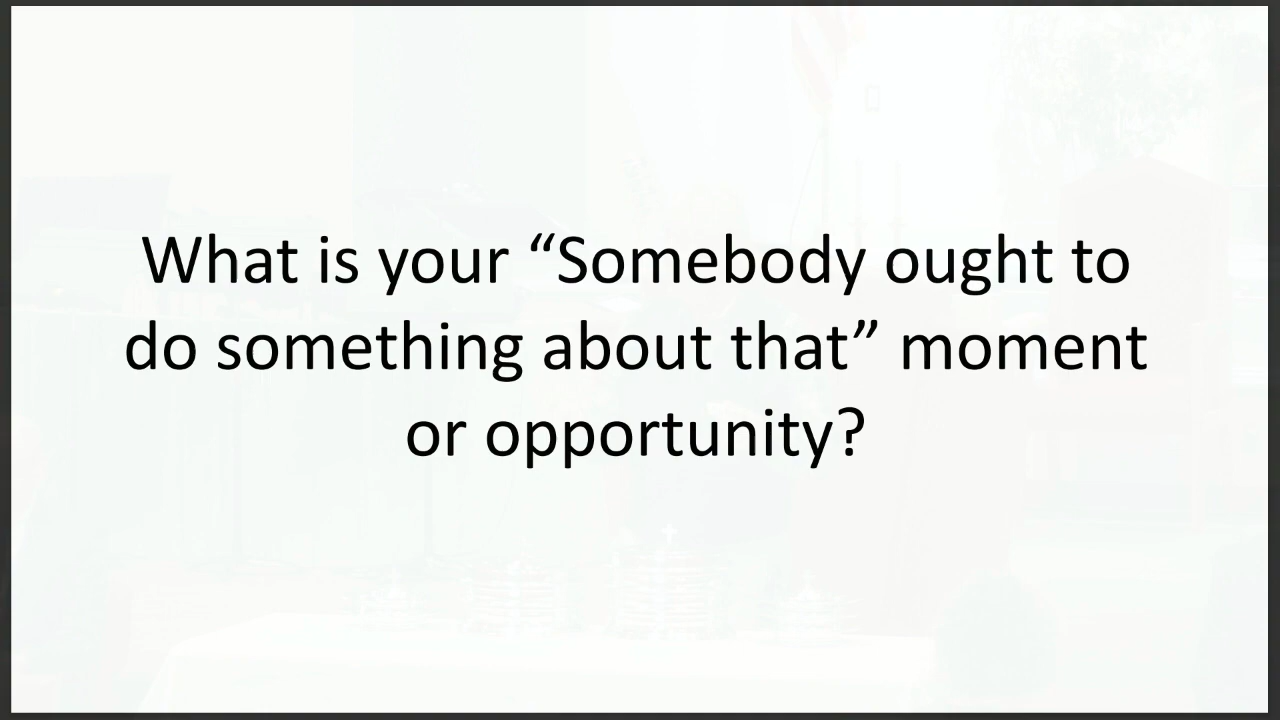 What is your “Somebody ought to
do something about that” moment
or opportunity?